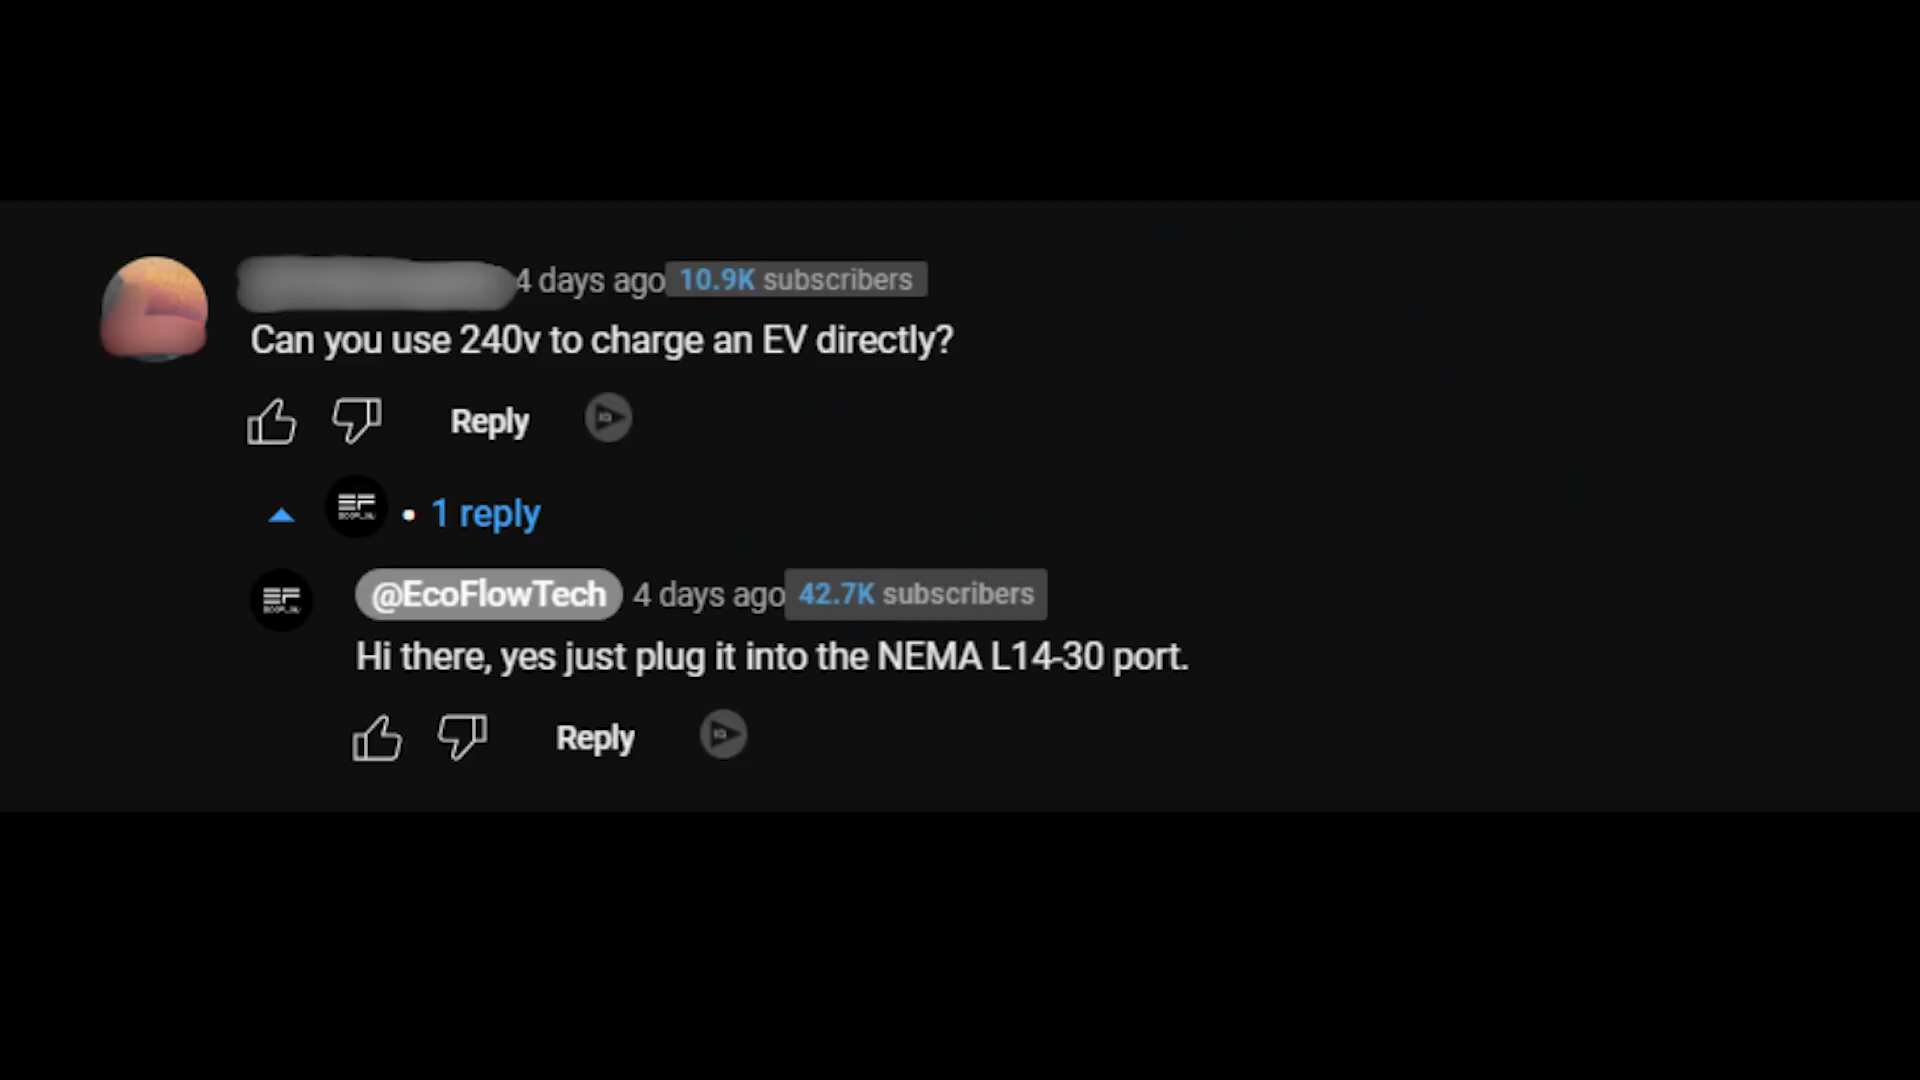 4 days ago 10.9K subscribers
Can you use 240v to charge an EV directly?
Reply
• 1 reply
@EcoFlowTech 4 days ago 42.7K subscribers
Hi there, yes just plug it into the NEMA L14-30 port.
Reply